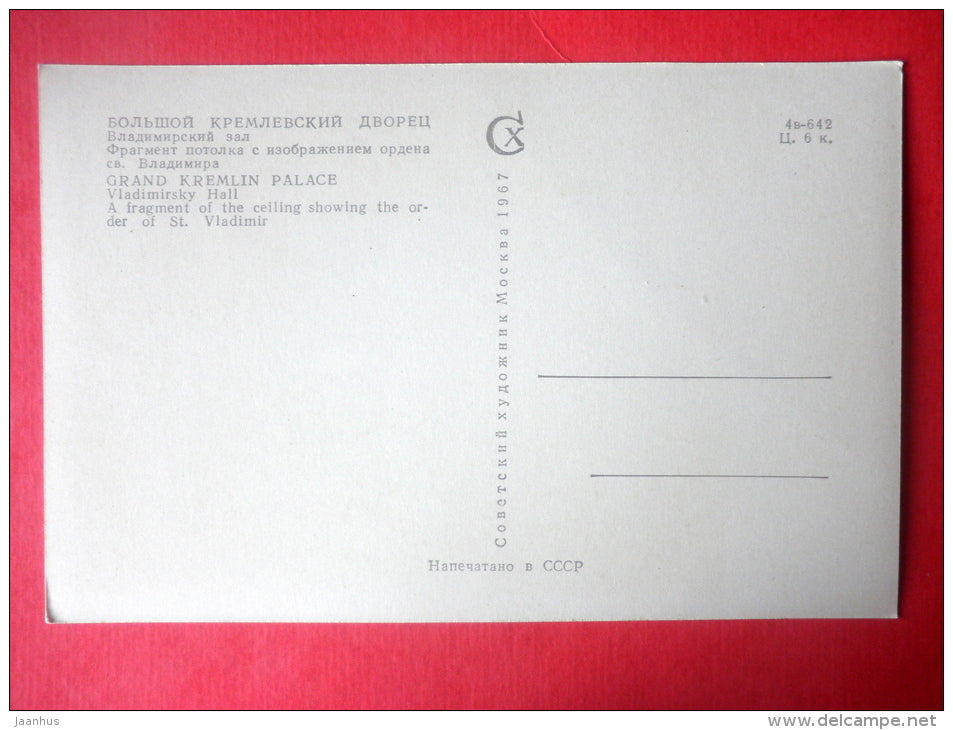 БОЛЬШОЙ КРЕМЛЕВСКИЙ ДВОРЕЦ
Владимирский зал
Фрагмент потолка с изображением ордена
св. Владимира
GRAND KREMLIN PALACE
Vladimirsky Hall
A fragment of the ceiling showing the or-
der of St. Vladimir
СХ
Советский художник Москва 1967
4в-642
Ц. 6 к.
Напечатано в СССР
Jaanhus
www.delcampe.net